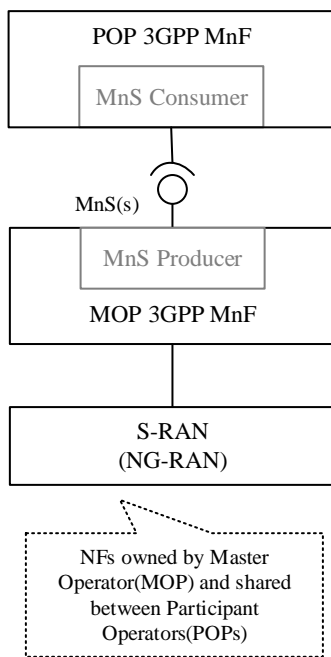 POP 3GPP MnF
MnS Consumer
MnS(s)
MnS Producer
MOP 3GPP MnF
S-RAN
(NG-RAN)
NFs owned by Master
Operator(MOP) and shared
between Participant
Operators(POPs)